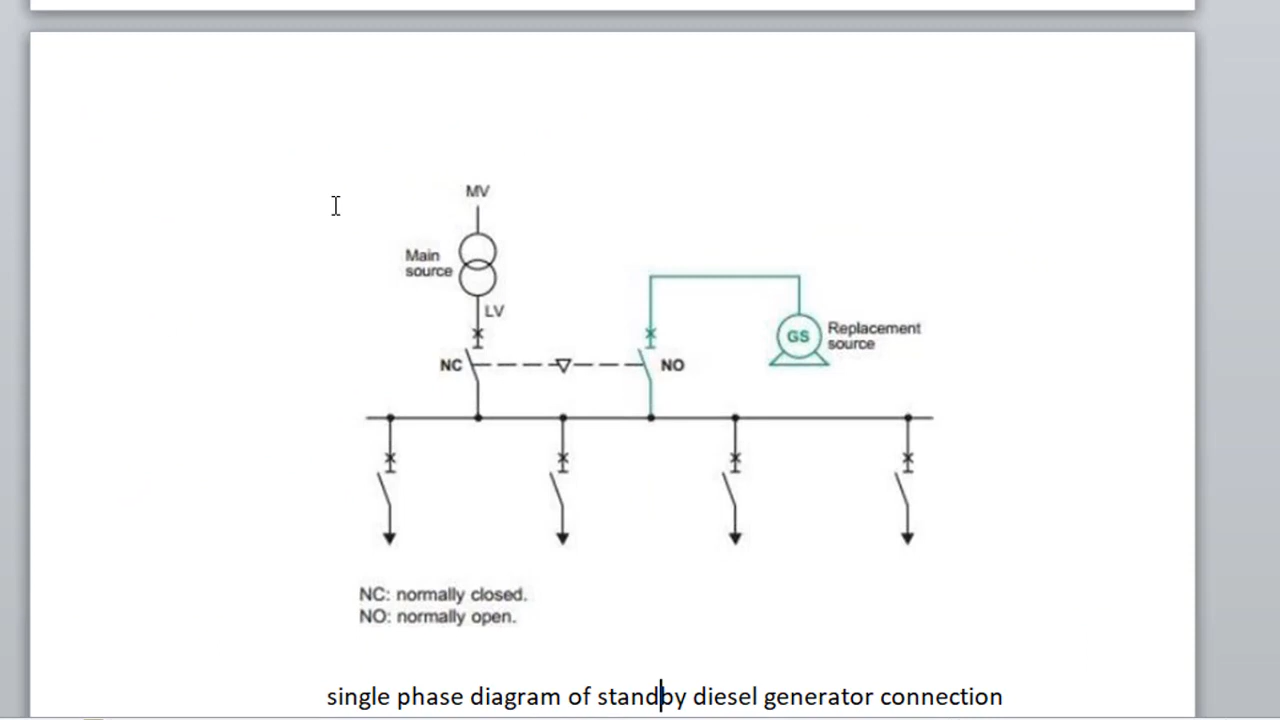 MV
Main
source
LV
GS
Replacement
source
NC
NO
NC: normally closed.
NO: normally open.
single phase diagram of standby diesel generator connection